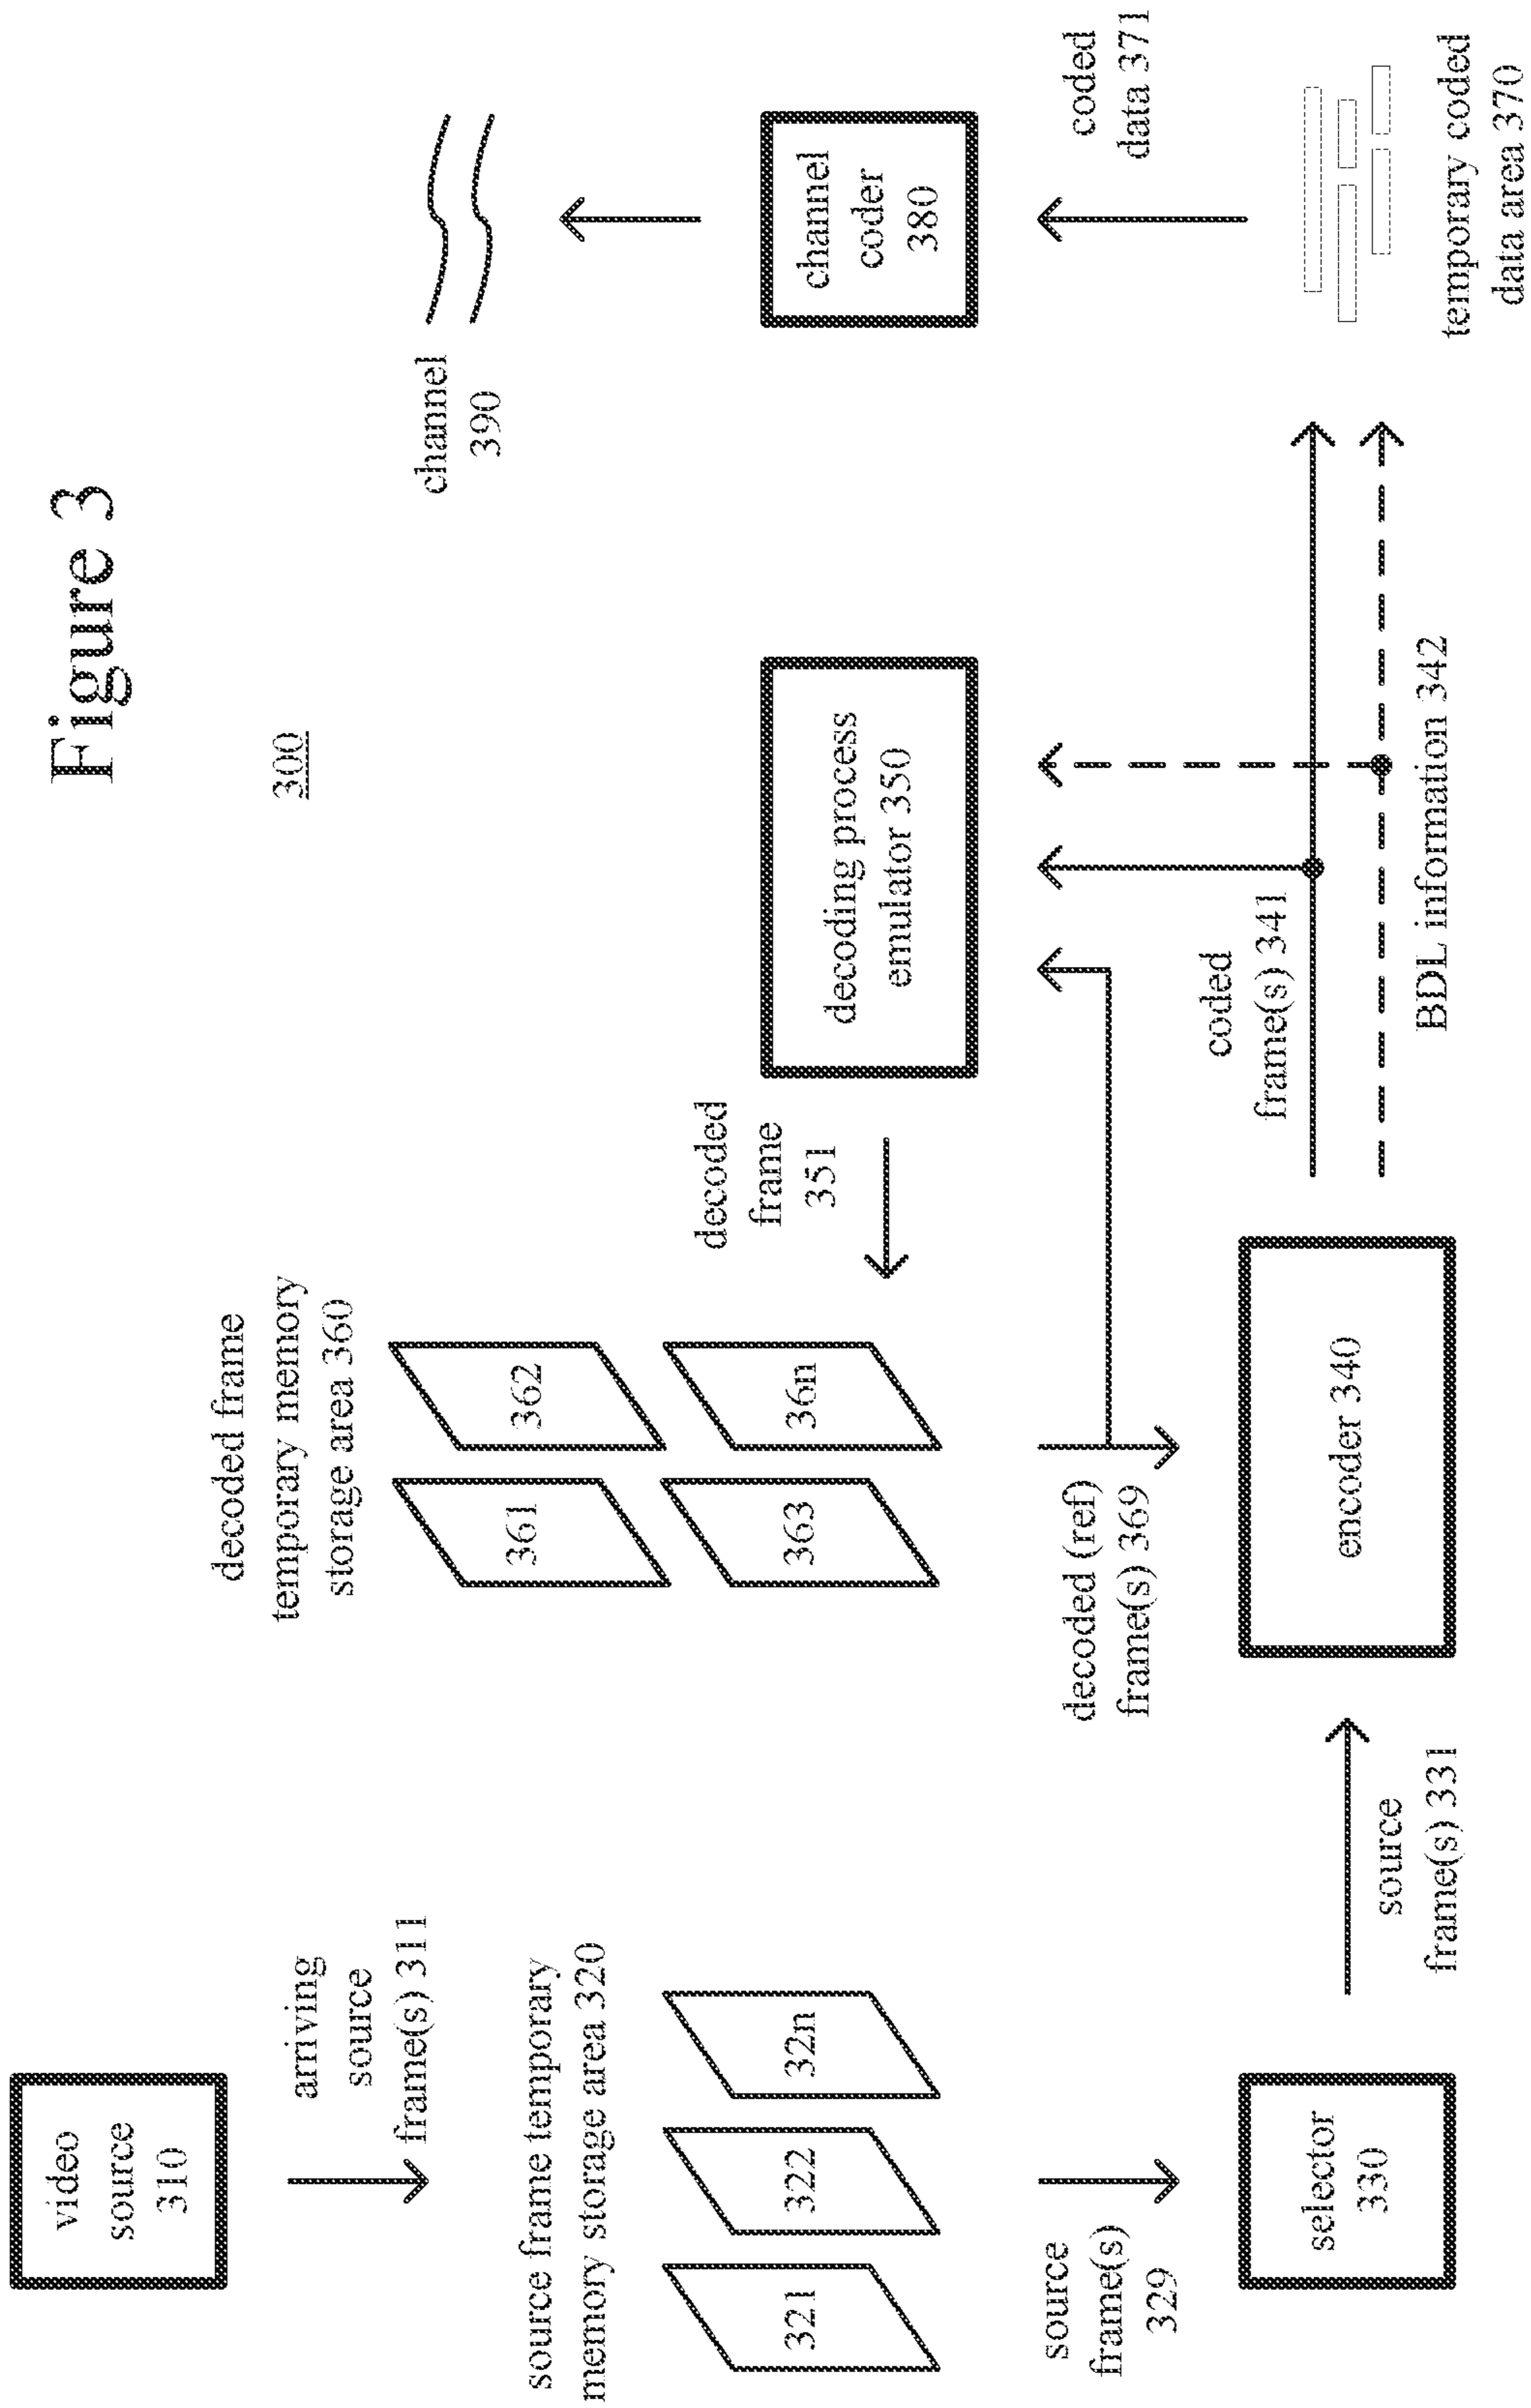 Figure 3
300
video
source
310
arriving
source
frame(s) 311
source frame temporary
memory storage area 320
321
322
32n
source
frame(s)
329
selector
330
source
frame(s) 331
decoded frame
temporary memory
storage area 360
361
362
363
36n
decoded (ref)
frame(s) 369
encoder 340
decoded
frame
351
decoding process
emulator 350
coded
frame(s) 341
BDL information 342
channel
390
channel
coder
380
coded
data 371
temporary coded
data area 370